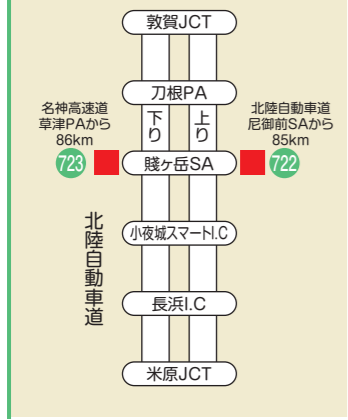 敦賀JCT
刀根PA
名神高速道
草津PAから
86km
723
下り
上り
北陸自動車道
尼御前SAから
85km
722
賤ヶ岳SA
小夜城スマートI.C
北陸自動車道
長浜I.C
米原JCT